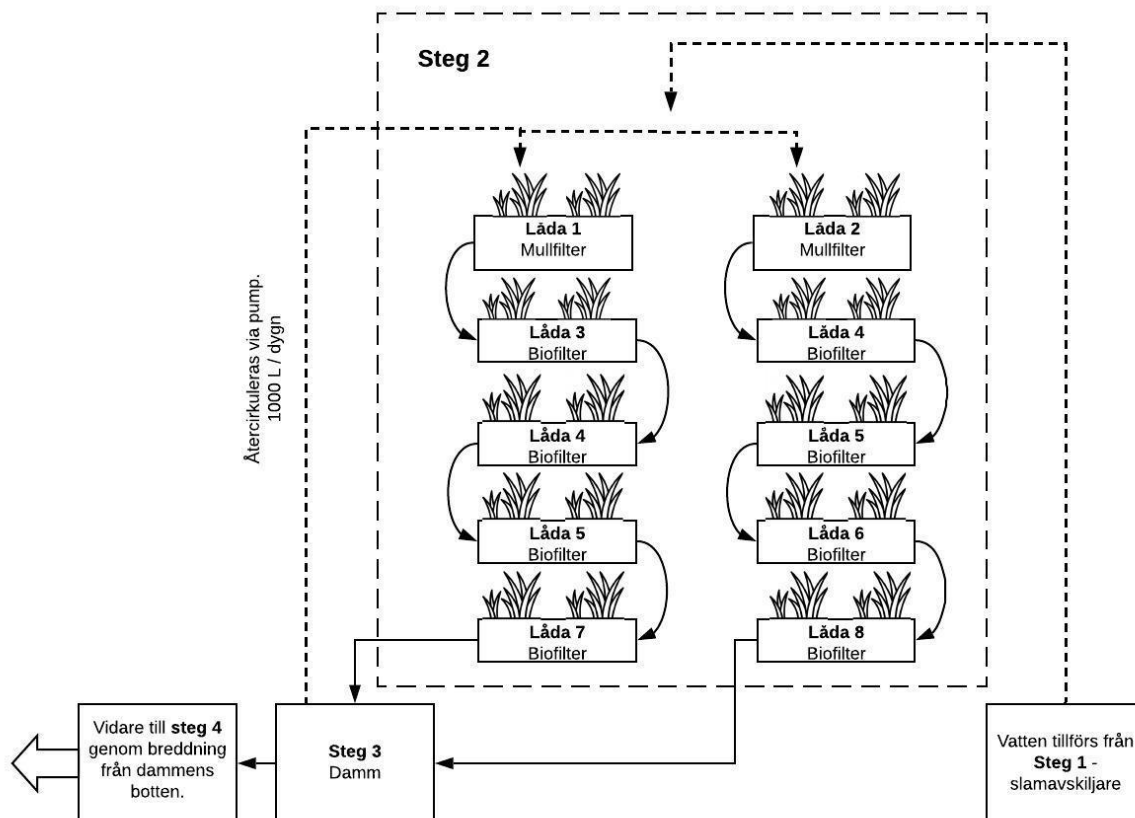 Steg 2
Återcirkuleras via pump.
1000 L / dygn
Låda 1
Mullfilter
Låda 3
Biofilter
Låda 4
Biofilter
Låda 5
Biofilter
Låda 7
Biofilter
Låda 2
Mullfilter
Låda 4
Biofilter
Låda 5
Biofilter
Låda 6
Biofilter
Låda 8
Biofilter
Vidare till steg 4
genom breddning
från dammens
botten.
Steg 3
Damm
Vatten tillförs från
Steg 1 -
slamavskiljare